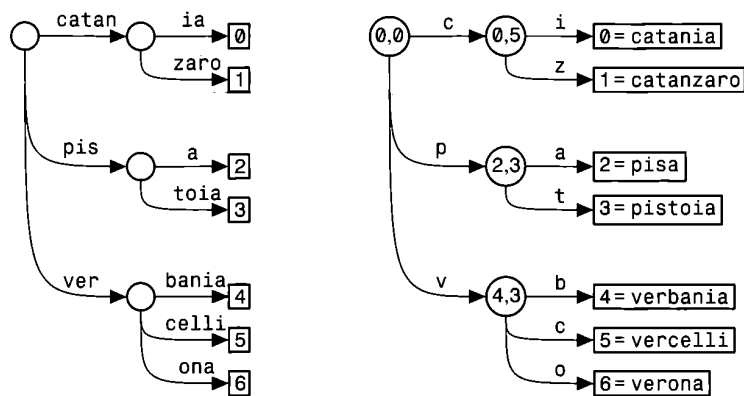 catan ia 0 0,0 c 0,5 i 0=catania
zaro 1 z 1=catanzaro
pis a 2 p 2,3 a 2=pisa
toia 3 t 3=pistoia
ver bania 4 v 4,3 b 4=verbania
celli 5 c 5=vercelli
ona 6 o 6=verona